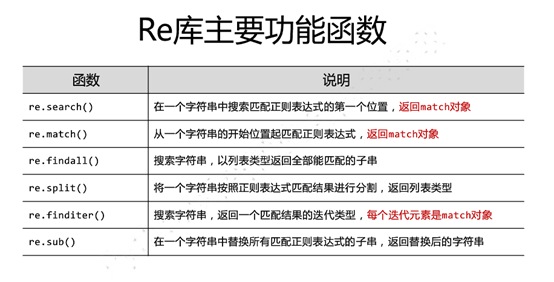 Re库主要功能函数
函数 说明
re.search() 在一个字符串中搜索匹配正则表达式的第一个位置，返回match对象
re.match() 从一个字符串的开始位置起匹配正则表达式，返回match对象
re.findall() 搜索字符串，以列表类型返回全部能匹配的子串
re.split() 将一个字符串按照正则表达式匹配结果进行分割，返回列表类型
re.finditer() 搜索字符串，返回一个匹配结果的迭代类型，每个迭代元素是match对象
re.sub() 在一个字符串中替换所有匹配正则表达式的子串，返回替换后的字符串